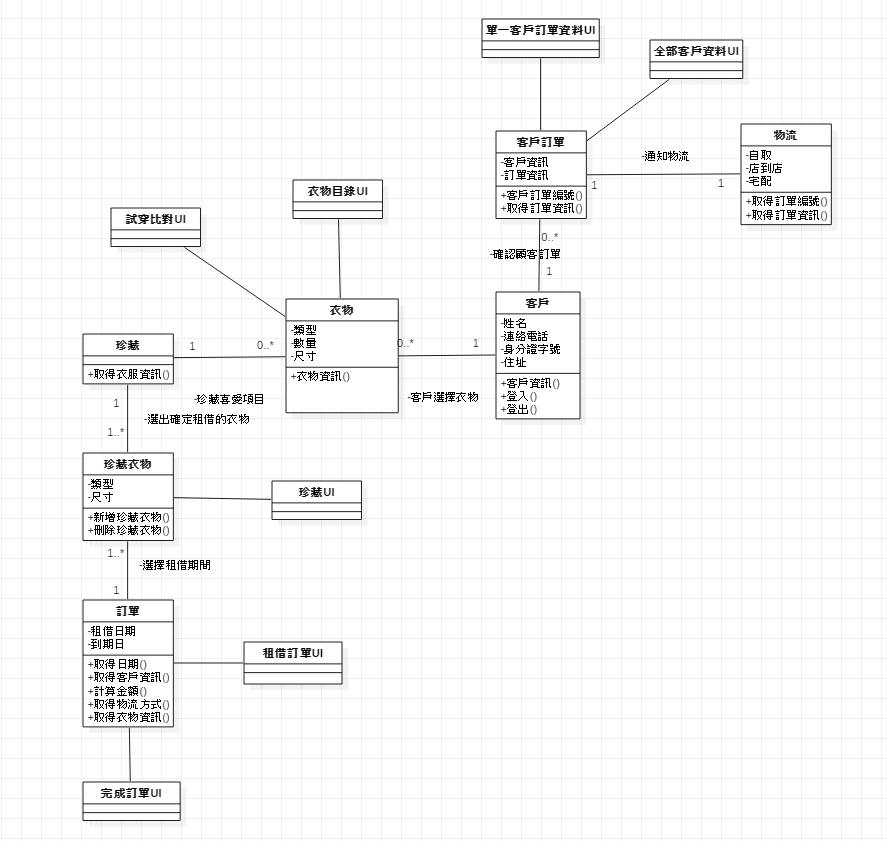 單一客戶訂單資料UI
全部客戶資料UI
客戶訂單
-客戶資訊
-訂單資訊
+客戶訂單編號()
+取得訂單資訊()
-通知物流
1
1
物流
-自取
-店到店
-宅配
+取得訂單編號()
+取得訂單資訊()
衣物目錄UI
試穿比對UI
0..*
-確認顧客訂單
1
客戶
-姓名
-連絡電話
-身分證字號
-住址
+客戶資訊()
+登入()
+登出()
衣物
-類型
-數量
-尺寸
+衣物資訊()
0..*
1
-客戶選擇衣物
珍藏
+取得衣服資訊()
1
0..*
-珍藏喜愛項目
1
-選出確定租借的衣物
1..*
珍藏衣物
-類型
-尺寸
+新增珍藏衣物()
+刪除珍藏衣物()
珍藏UI
1..*
-選擇租借期間
1
訂單
-租借日期
-到期日
+取得日期()
+取得客戶資訊()
+計算金額()
+取得物流方式()
+取得衣物資訊()
租借訂單UI
完成訂單UI